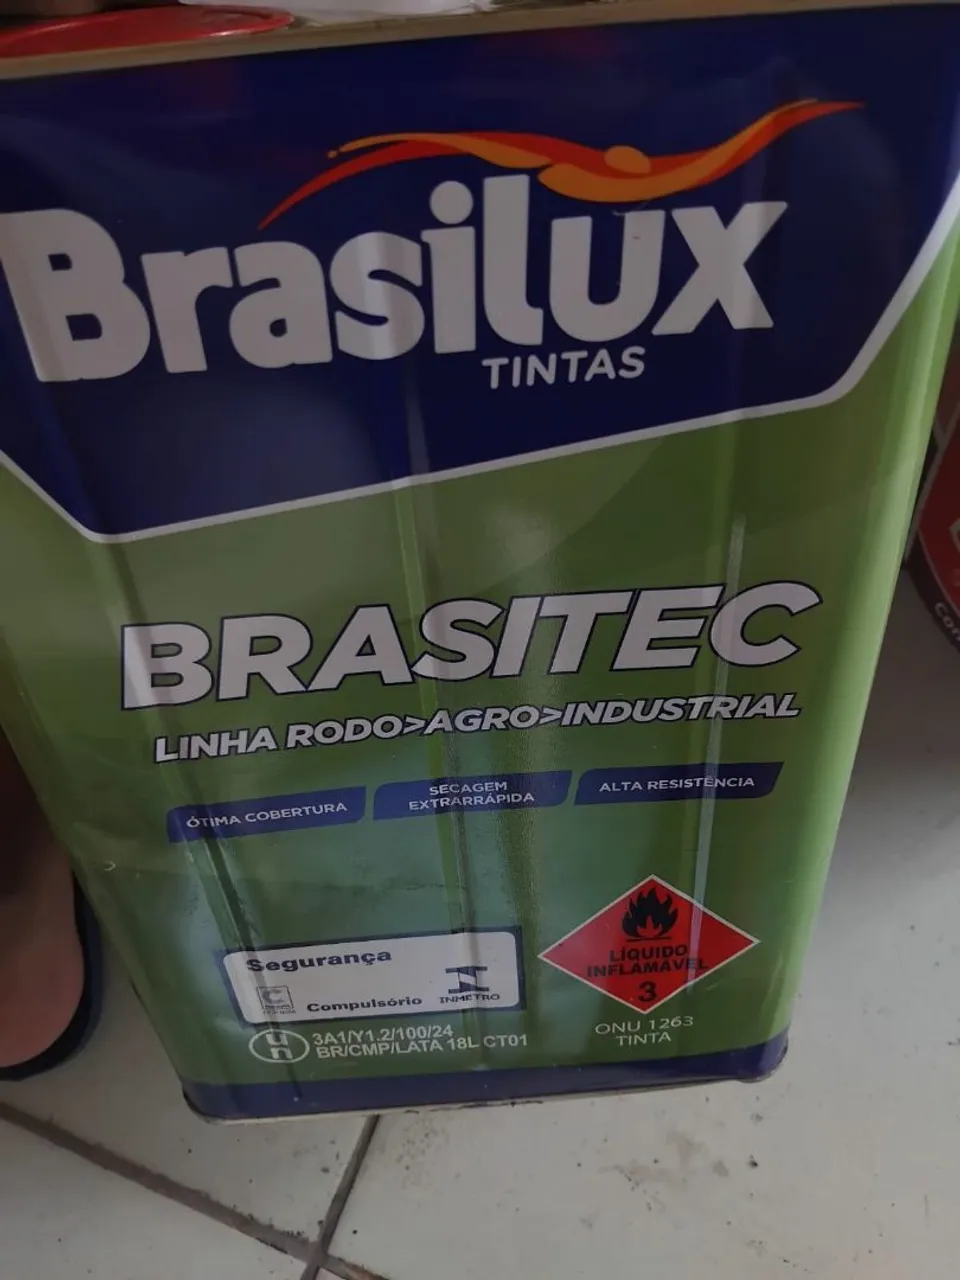 Brasilux
TINTAS
BRASITEC
LINHA RODO>AGRO>INDUSTRIAL
ÓTIMA COBERTURA
SECAGEM
EXTRARRÁPIDA
ALTA RESISTÊNCIA
Segurança
Compulsório
INMETRO
LÍQUIDO
INFLAMÁVEL
3
ONU 1263
TINTA
un
3A1/Y1.2/100/24
BR/CMP/LATA 18L CT01